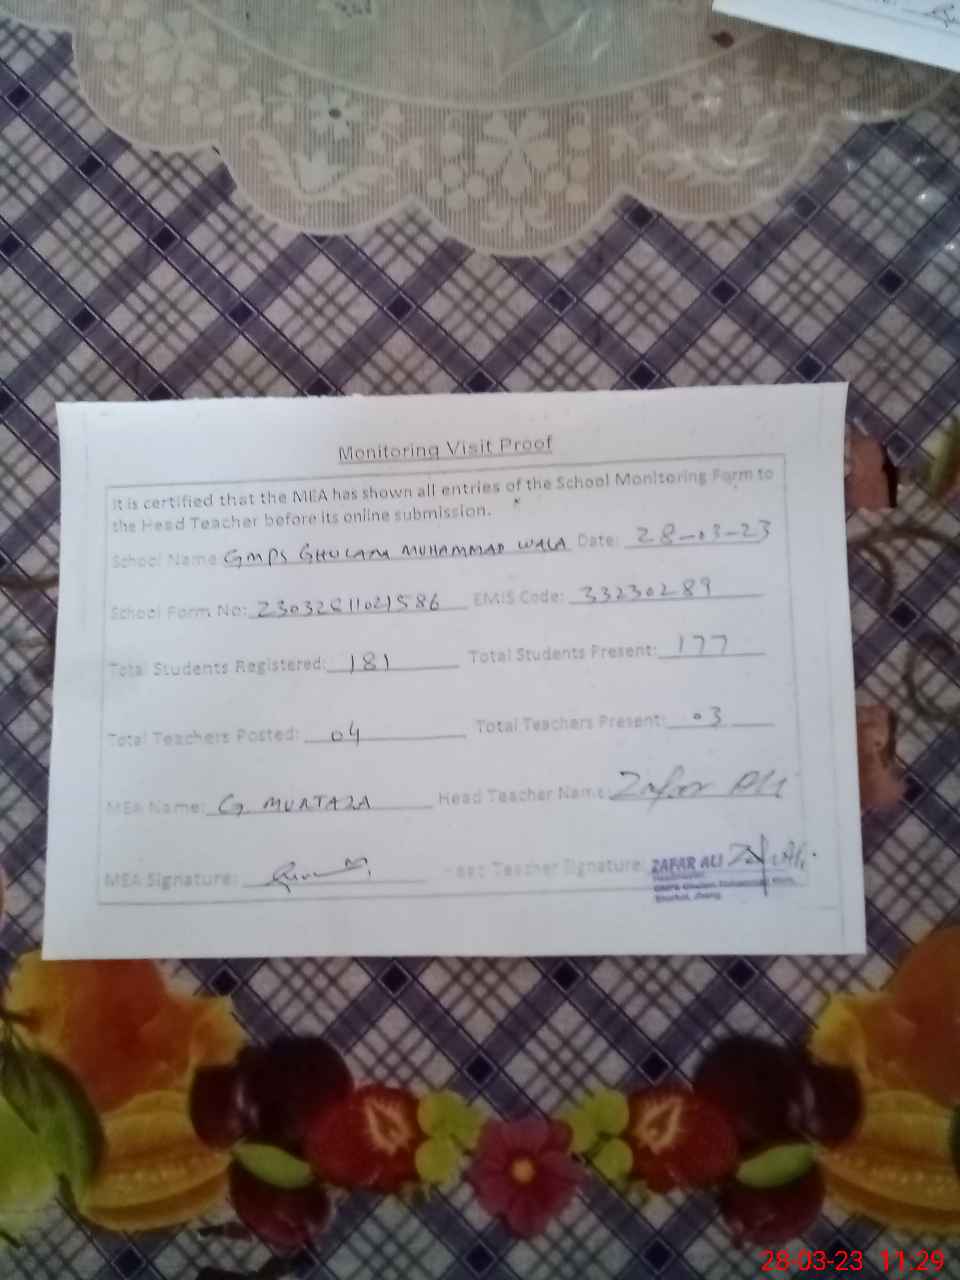 Monitoring Visit Proof
It is certified that the MEA has shown all entries of the School Monitoring Form to
the Head Teacher before its online submission.
School Name: GMPS GHULAM MUHAMMAD WALA Date: 28-03-23
School Form No: 23032811021586 EMIS Code: 33230289
Total Students Registered: 181 Total Students Present: 177
Total Teachers Posted: 04 Total Teachers Present: 03
MEA Name: G. MURTAZA Head Teacher Name: Zafar Ali
MEA Signature: Teacher Signature: ZAFAR ALI
28-03-23 11:29